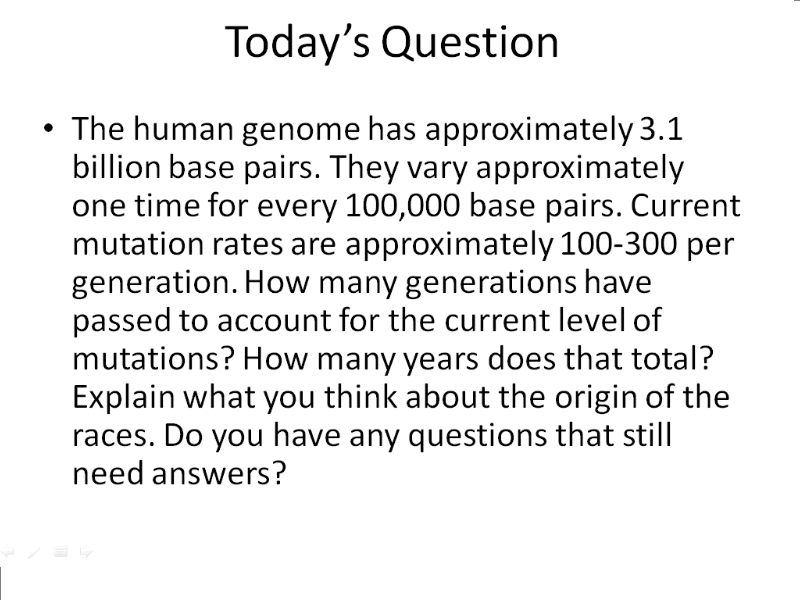 Today’s Question
• The human genome has approximately 3.1
billion base pairs. They vary approximately
one time for every 100,000 base pairs. Current
mutation rates are approximately 100-300 per
generation. How many generations have
passed to account for the current level of
mutations? How many years does that total?
Explain what you think about the origin of the
races. Do you have any questions that still
need answers?